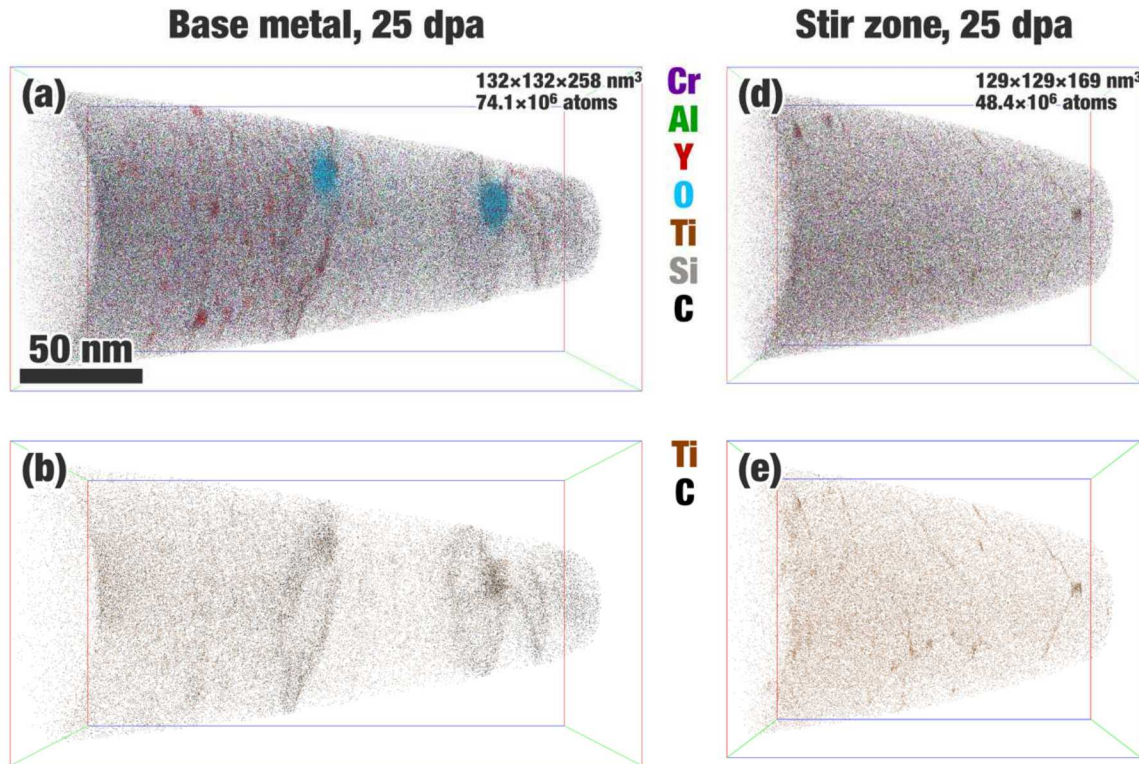 Base metal, 25 dpa
Stir zone, 25 dpa
(a)
132×132×258 nm³
74.1×10⁶ atoms
50 nm
Cr
Al
Y
O
Ti
Si
C
(d)
129×129×169 nm³
48.4×10⁶ atoms
(b)
Ti
C
(e)